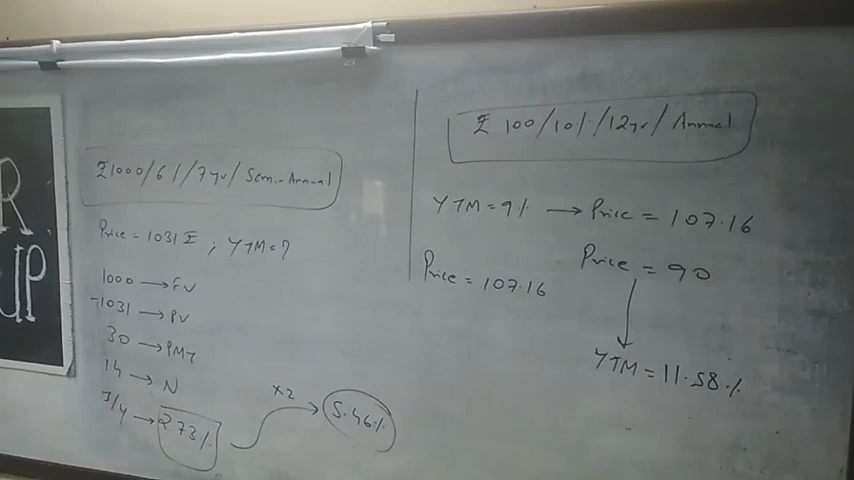 R
UP
₹1000/6%/7yr/Semi-Annual
Price = 1031₹ ; YTM=?
1000 → FV
-1031 → PV
30 → PMT
14 → N
I/Y → 2.73% ×2 → 5.46%
₹ 100/10%/12yr/Annual
YTM = 9% → Price = 107.16
Price = 107.16
Price = 90
YTM = 11.58%